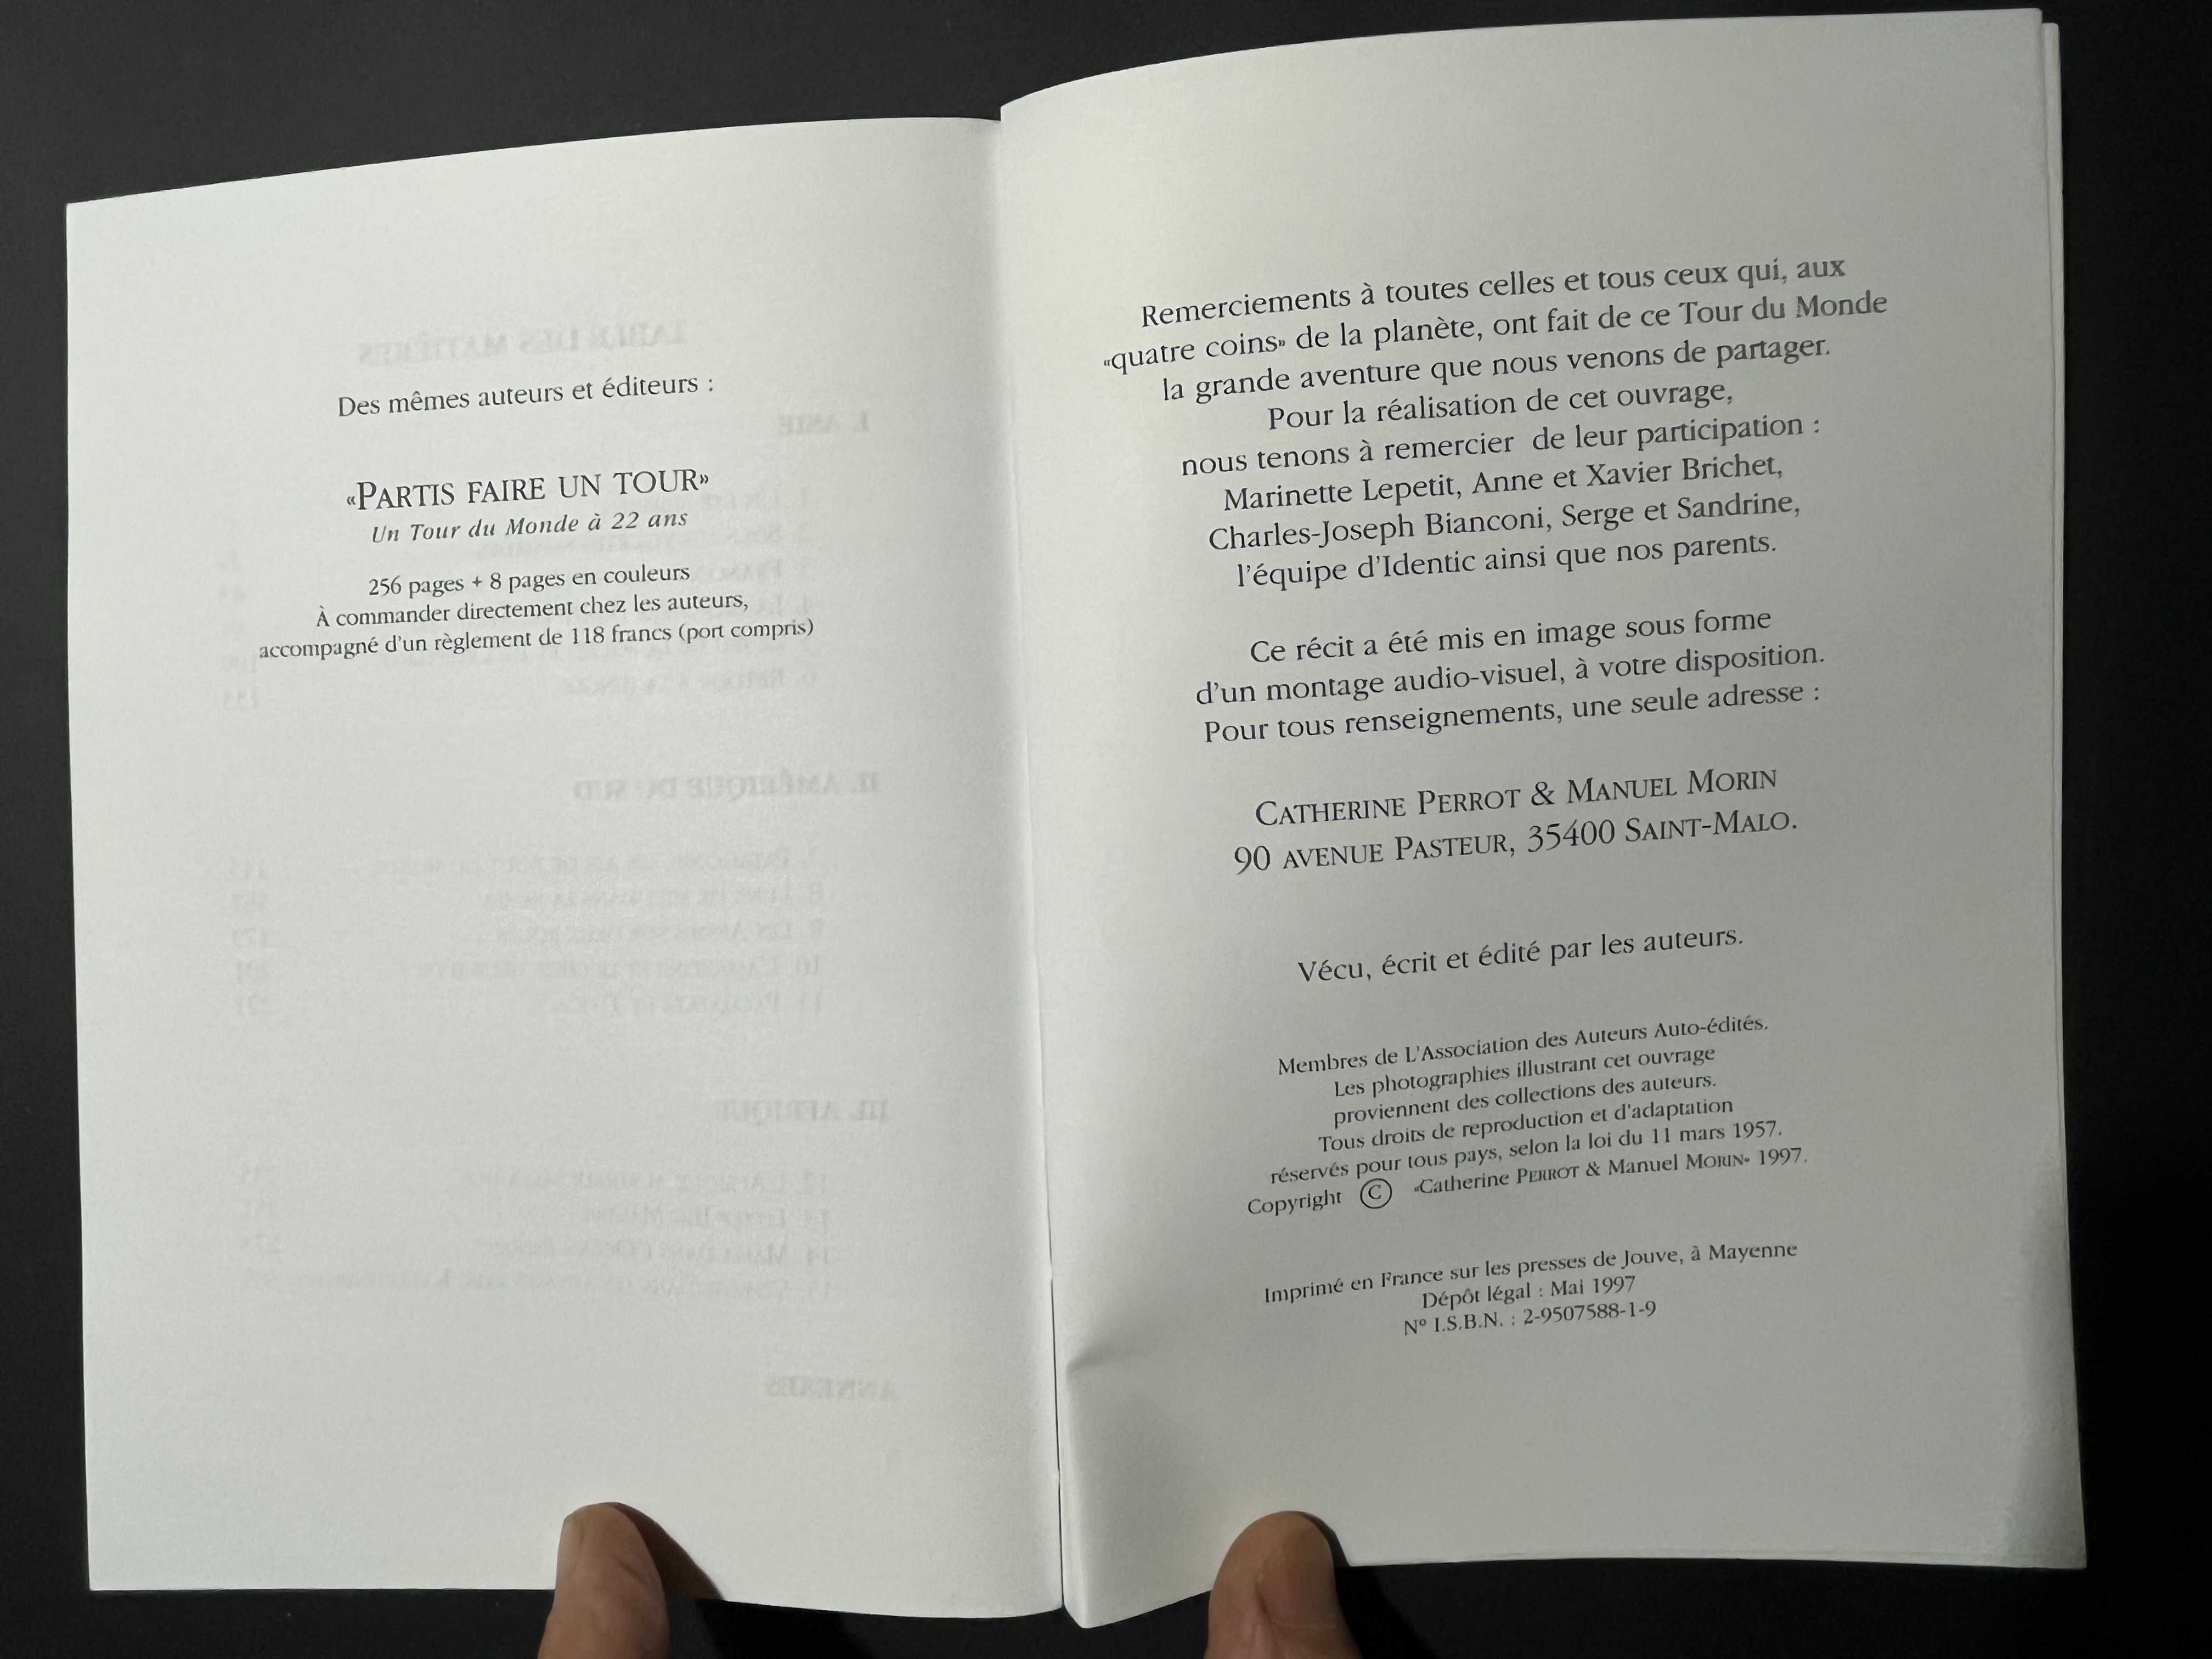 Des mêmes auteurs et éditeurs :
«PARTIS FAIRE UN TOUR»
Un Tour du Monde à 22 ans
256 pages + 8 pages en couleurs
À commander directement chez les auteurs,
accompagné d'un règlement de 118 francs (port compris)
Remerciements à toutes celles et tous ceux qui, aux
«quatre coins» de la planète, ont fait de ce Tour du Monde
la grande aventure que nous venons de partager.
Pour la réalisation de cet ouvrage,
nous tenons à remercier de leur participation :
Marinette Lepetit, Anne et Xavier Brichet,
Charles-Joseph Bianconi, Serge et Sandrine,
l'équipe d'Identic ainsi que nos parents.
Ce récit a été mis en image sous forme
d'un montage audio-visuel, à votre disposition.
Pour tous renseignements, une seule adresse :
CATHERINE PERROT & MANUEL MORIN
90 AVENUE PASTEUR, 35400 SAINT-MALO.
Vécu, écrit et édité par les auteurs.
Membres de L'Association des Auteurs Auto-édités.
Les photographies illustrant cet ouvrage
proviennent des collections des auteurs.
Tous droits de reproduction et d'adaptation
réservés pour tous pays, selon la loi du 11 mars 1957.
Copyright © «Catherine PERROT & Manuel MORIN» 1997.
Imprimé en France sur les presses de Jouve, à Mayenne
Dépôt légal : Mai 1997
N° I.S.B.N. : 2-9507588-1-9